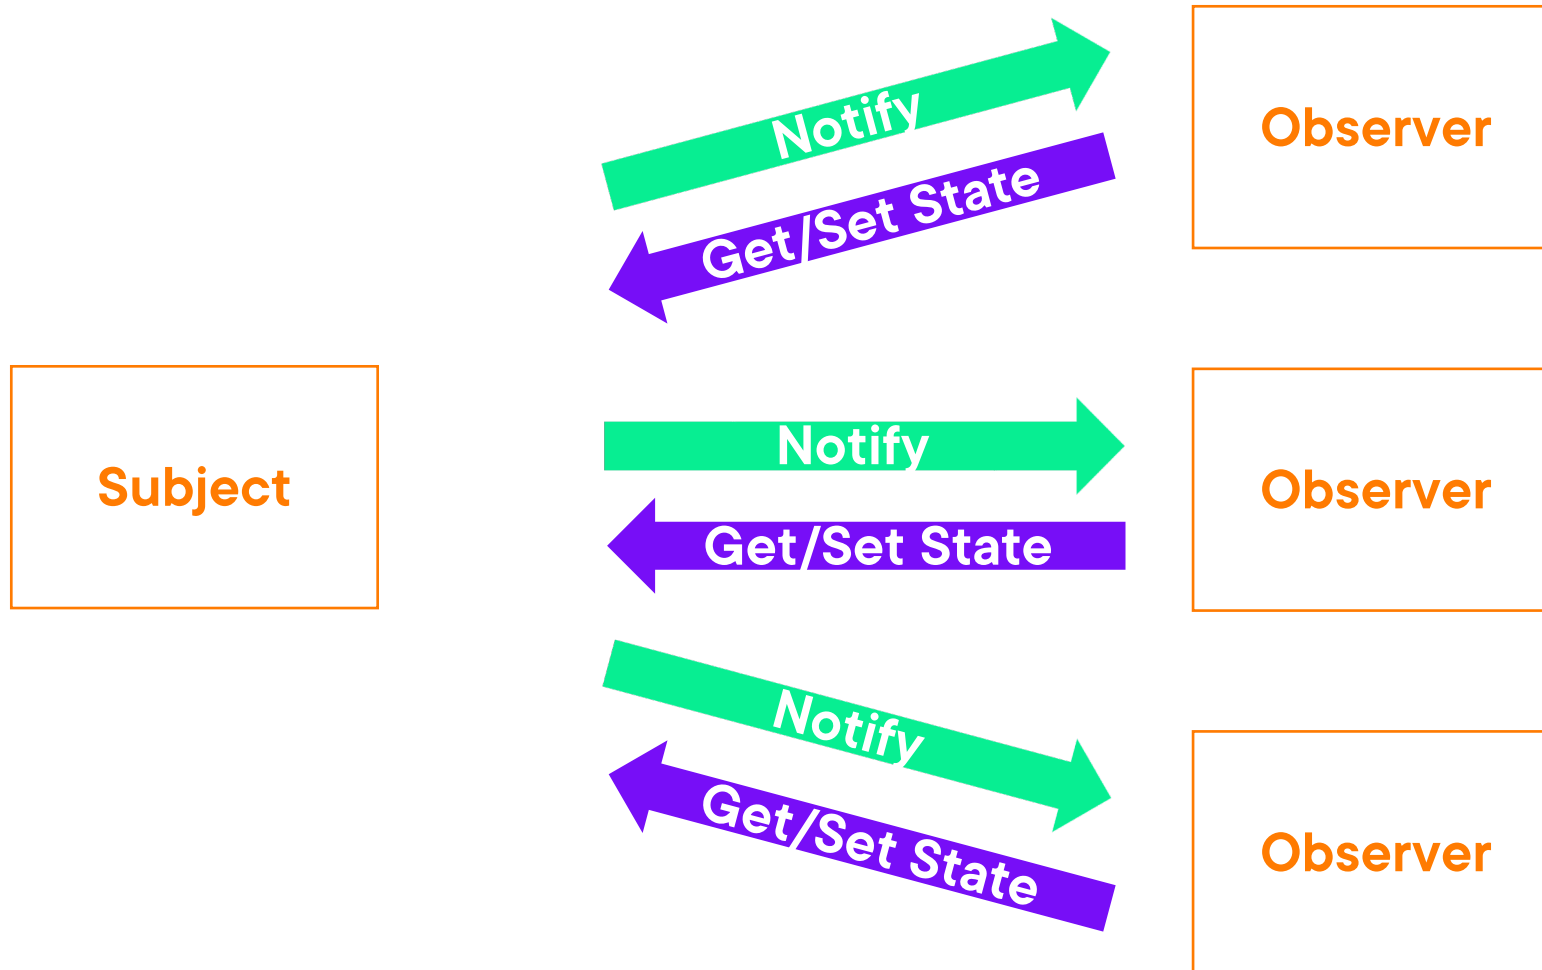 Notify
Observer
Get/Set State
Subject
Notify
Observer
Get/Set State
Notify
Observer
Get/Set State